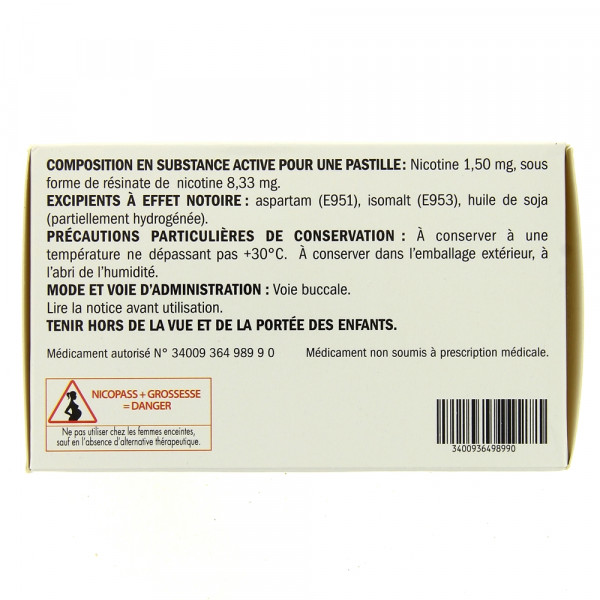 COMPOSITION EN SUBSTANCE ACTIVE POUR UNE PASTILLE : Nicotine 1,50 mg, sous
forme de résinate de nicotine 8,33 mg.
EXCIPIENTS À EFFET NOTOIRE : aspartam (E951), isomalt (E953), huile de soja
(partiellement hydrogénée).
PRÉCAUTIONS PARTICULIÈRES DE CONSERVATION : À conserver à une
température ne dépassant pas +30°C. À conserver dans l'emballage extérieur, à
l'abri de l'humidité.
MODE ET VOIE D'ADMINISTRATION : Voie buccale.
Lire la notice avant utilisation.
TENIR HORS DE LA VUE ET DE LA PORTÉE DES ENFANTS.
Médicament autorisé N° 34009 364 989 9 0 Médicament non soumis à prescription médicale.
NICOPASS + GROSSESSE
= DANGER
Ne pas utiliser chez les femmes enceintes,
sauf en l'absence d'alternative thérapeutique.
3400936498990